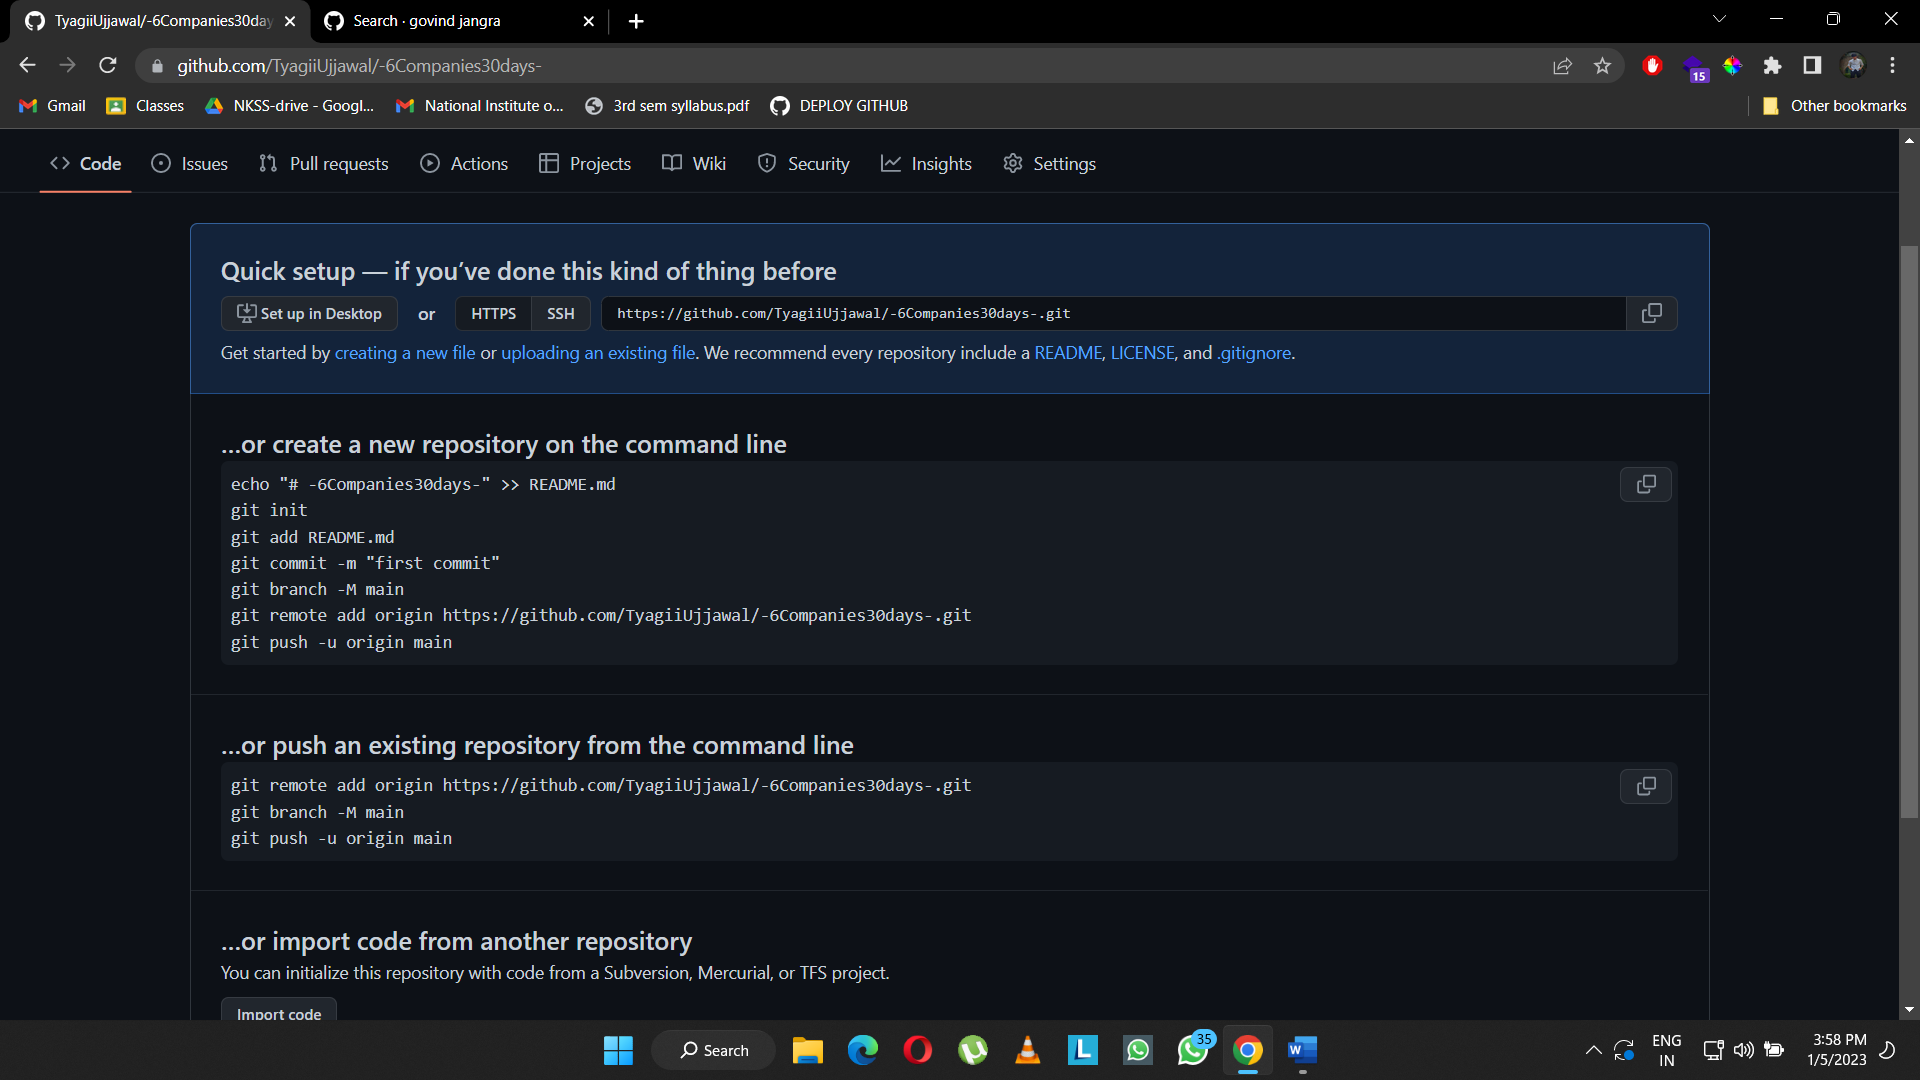 TyagiiUjjawal/-6Companies30day
Search · govind jangra
github.com/TyagiiUjjawal/-6Companies30days-
15
Gmail
Classes
NKSS-drive - Googl...
National Institute o...
3rd sem syllabus.pdf
DEPLOY GITHUB
Other bookmarks
Code
Issues
Pull requests
Actions
Projects
Wiki
Security
Insights
Settings
Quick setup — if you’ve done this kind of thing before
Set up in Desktop or HTTPS SSH https://github.com/TyagiiUjjawal/-6Companies30days-.git
Get started by creating a new file or uploading an existing file. We recommend every repository include a README, LICENSE, and .gitignore.
…or create a new repository on the command line
echo "# -6Companies30days-" >> README.md
git init
git add README.md
git commit -m "first commit"
git branch -M main
git remote add origin https://github.com/TyagiiUjjawal/-6Companies30days-.git
git push -u origin main
…or push an existing repository from the command line
git remote add origin https://github.com/TyagiiUjjawal/-6Companies30days-.git
git branch -M main
git push -u origin main
…or import code from another repository
You can initialize this repository with code from a Subversion, Mercurial, or TFS project.
Import code
Search
L
35
W
ENG
IN
3:58 PM
1/5/2023